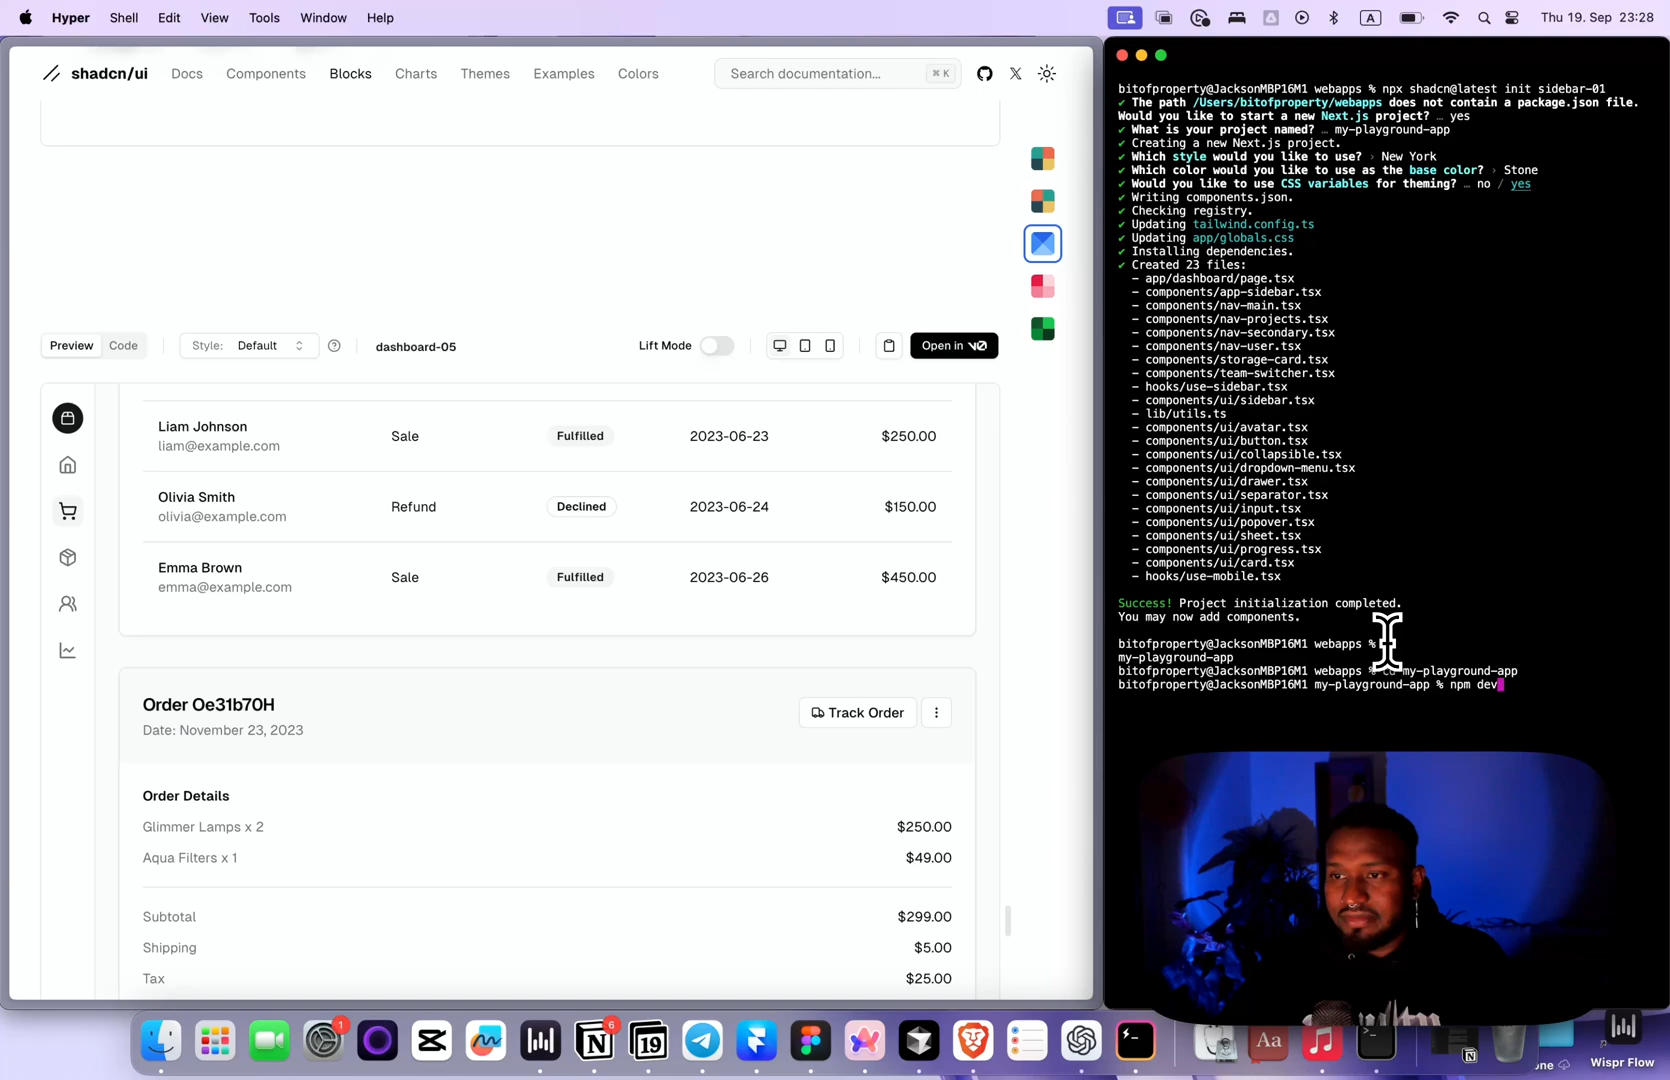 Hyper Shell Edit View Tools Window Help
A
Thu 19. Sep 23:28
shadcn/ui Docs Components Blocks Charts Themes Examples Colors
Search documentation... ⌘ K
Preview Code Style: Default dashboard-05 Lift Mode Open in v0
Liam Johnson Sale Fulfilled 2023-06-23 $250.00
liam@example.com
Olivia Smith Refund Declined 2023-06-24 $150.00
olivia@example.com
Emma Brown Sale Fulfilled 2023-06-26 $450.00
emma@example.com
Order Oe31b70H
Track Order
Date: November 23, 2023
Order Details
Glimmer Lamps x 2 $250.00
Aqua Filters x 1 $49.00
Subtotal $299.00
Shipping $5.00
Tax $25.00
bitofproperty@JacksonMBP16M1 webapps % npx shadcn@latest init sidebar-01
✔ The path /Users/bitofproperty/webapps does not contain a package.json file.
Would you like to start a new Next.js project? … yes
✔ What is your project named? … my-playground-app
✔ Creating a new Next.js project.
✔ Which style would you like to use? › New York
✔ Which color would you like to use as the base color? › Stone
✔ Would you like to use CSS variables for theming? … no / yes
✔ Writing components.json.
✔ Checking registry.
✔ Updating tailwind.config.ts
✔ Updating app/globals.css
✔ Installing dependencies.
✔ Created 23 files:
- app/dashboard/page.tsx
- components/app-sidebar.tsx
- components/nav-main.tsx
- components/nav-projects.tsx
- components/nav-secondary.tsx
- components/nav-user.tsx
- components/storage-card.tsx
- components/team-switcher.tsx
- hooks/use-sidebar.tsx
- components/ui/sidebar.tsx
- lib/utils.ts
- components/ui/avatar.tsx
- components/ui/button.tsx
- components/ui/collapsible.tsx
- components/ui/dropdown-menu.tsx
- components/ui/drawer.tsx
- components/ui/separator.tsx
- components/ui/input.tsx
- components/ui/popover.tsx
- components/ui/sheet.tsx
- components/ui/progress.tsx
- components/ui/card.tsx
- hooks/use-mobile.tsx
Success! Project initialization completed.
You may now add components.
bitofproperty@JacksonMBP16M1 webapps %
my-playground-app
bitofproperty@JacksonMBP16M1 webapps % cd my-playground-app
bitofproperty@JacksonMBP16M1 my-playground-app % npm dev
1
6
19
Aa
Wispr Flow